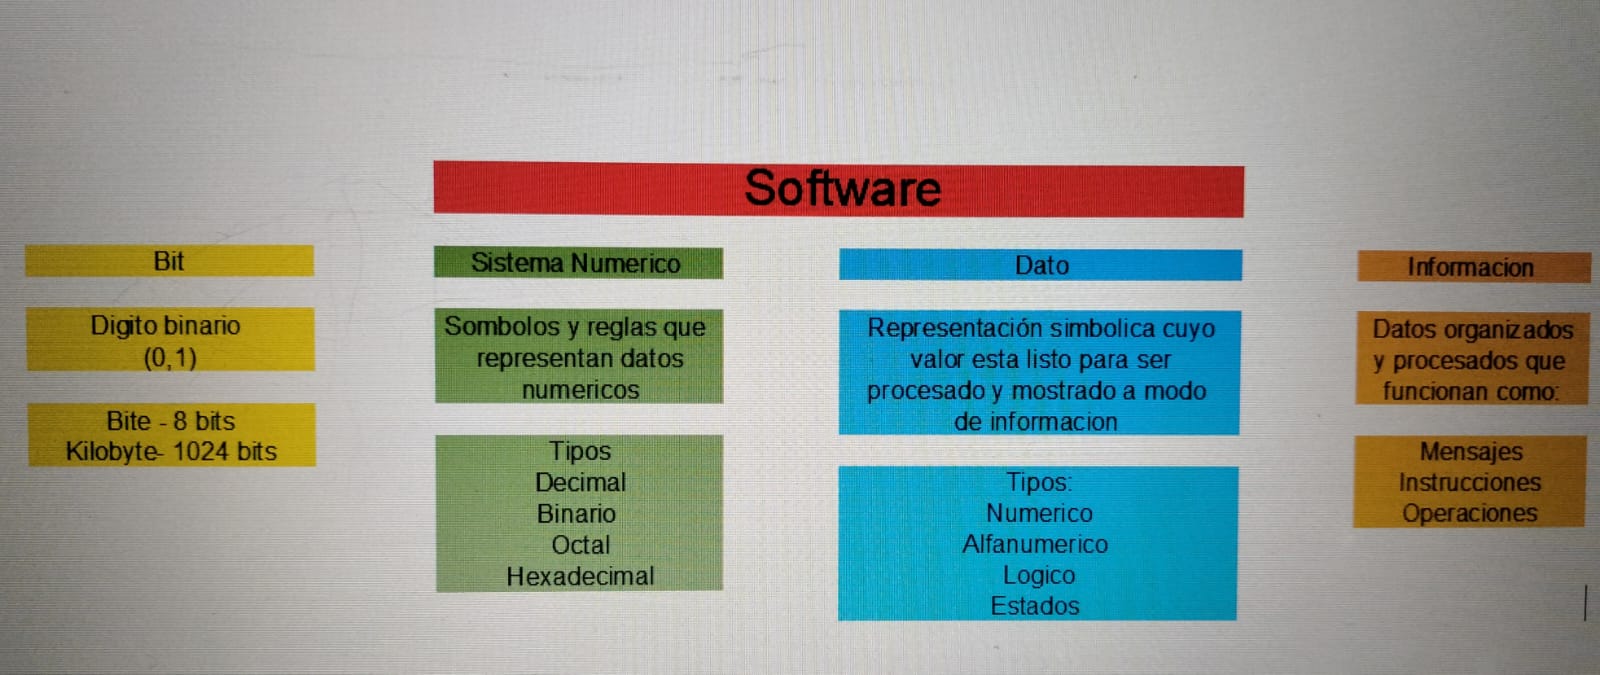 Software
Bit
Digito binario
(0,1)
Bite - 8 bits
Kilobyte- 1024 bits
Sistema Numerico
Sombolos y reglas que
representan datos
numericos
Tipos
Decimal
Binario
Octal
Hexadecimal
Dato
Representación simbolica cuyo
valor esta listo para ser
procesado y mostrado a modo
de informacion
Tipos:
Numerico
Alfanumerico
Logico
Estados
Informacion
Datos organizados
y procesados que
funcionan como:
Mensajes
Instrucciones
Operaciones